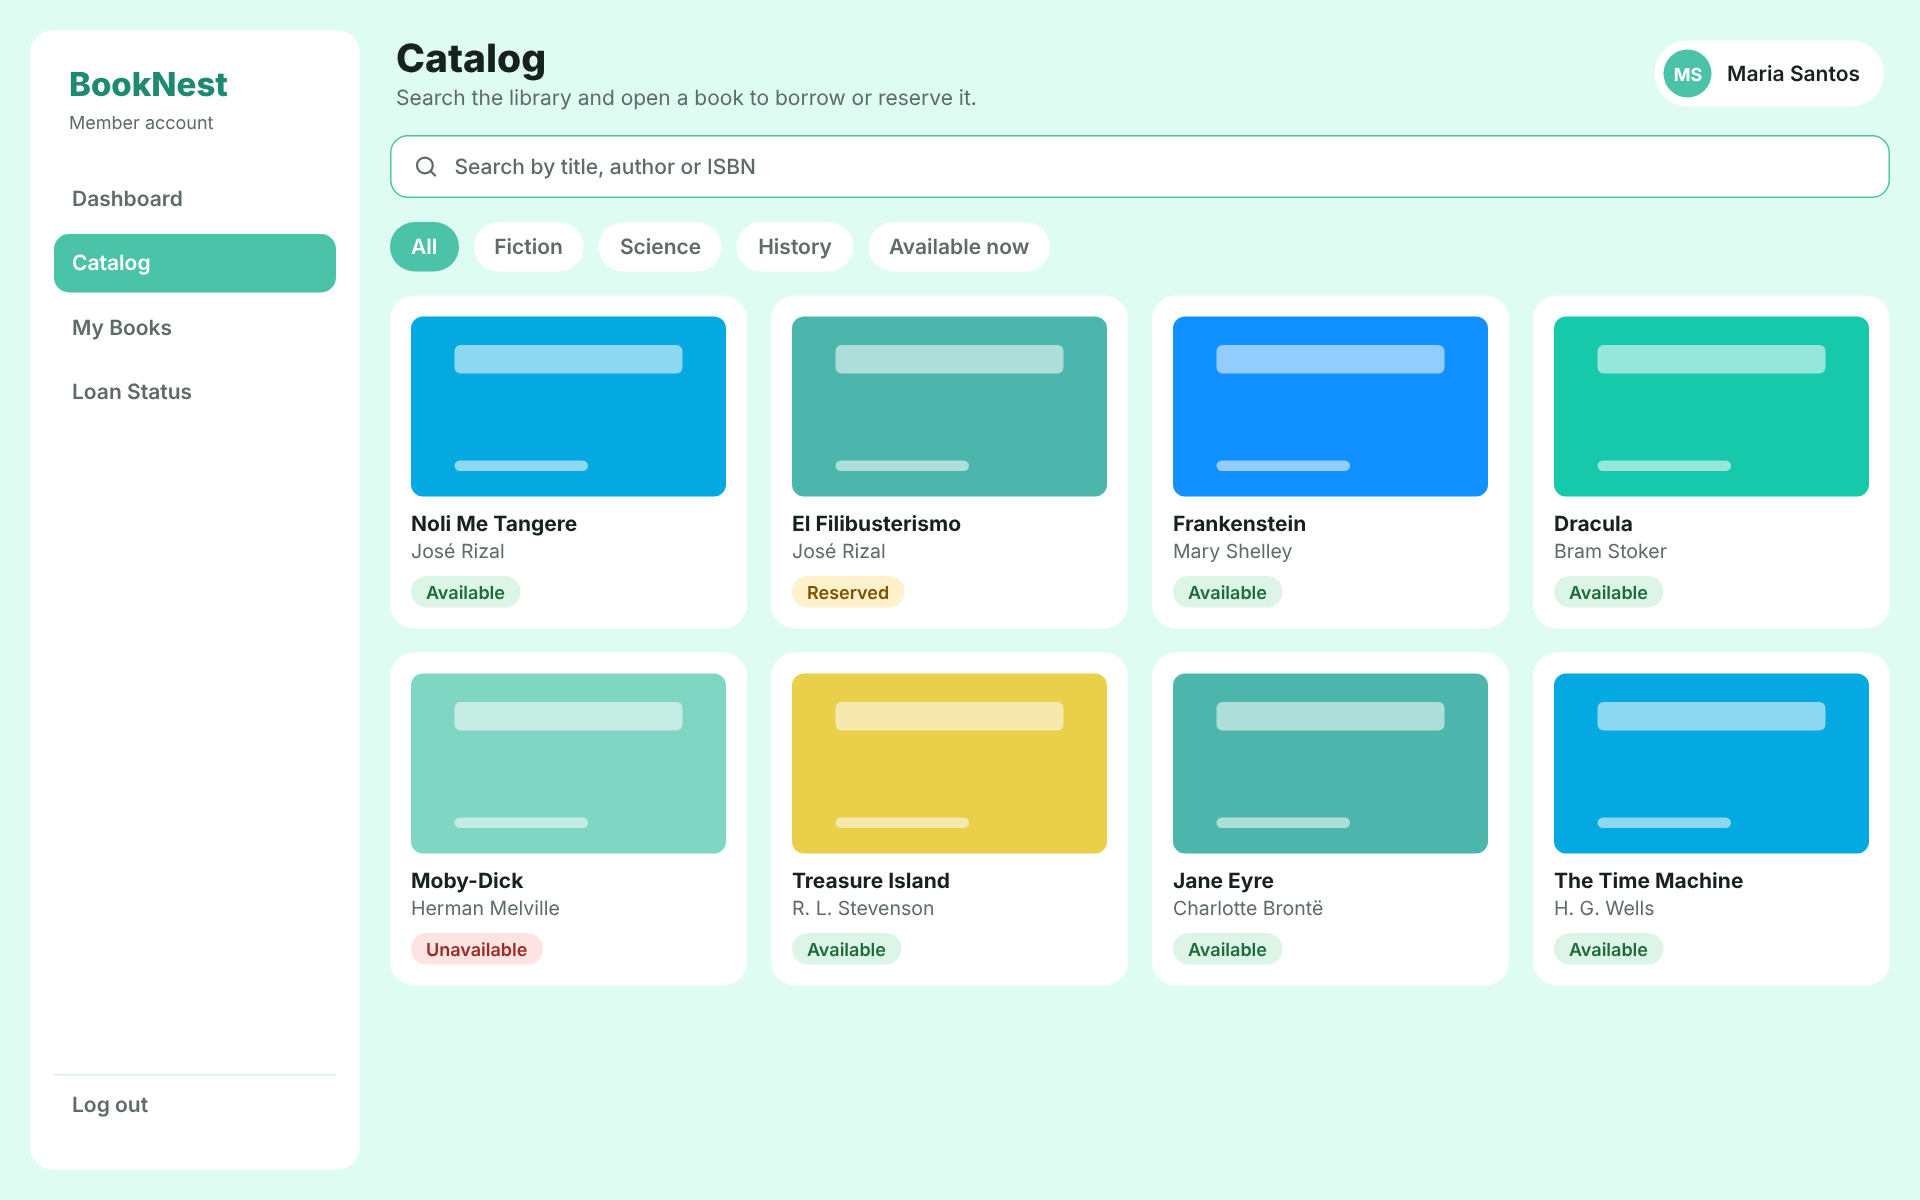 BookNest
Member account
Dashboard
Catalog
My Books
Loan Status
Log out
Catalog
Search the library and open a book to borrow or reserve it.
MS
Maria Santos
Search by title, author or ISBN
All
Fiction
Science
History
Available now
Noli Me Tangere
José Rizal
Available
El Filibusterismo
José Rizal
Reserved
Frankenstein
Mary Shelley
Available
Dracula
Bram Stoker
Available
Moby-Dick
Herman Melville
Unavailable
Treasure Island
R. L. Stevenson
Available
Jane Eyre
Charlotte Brontë
Available
The Time Machine
H. G. Wells
Available